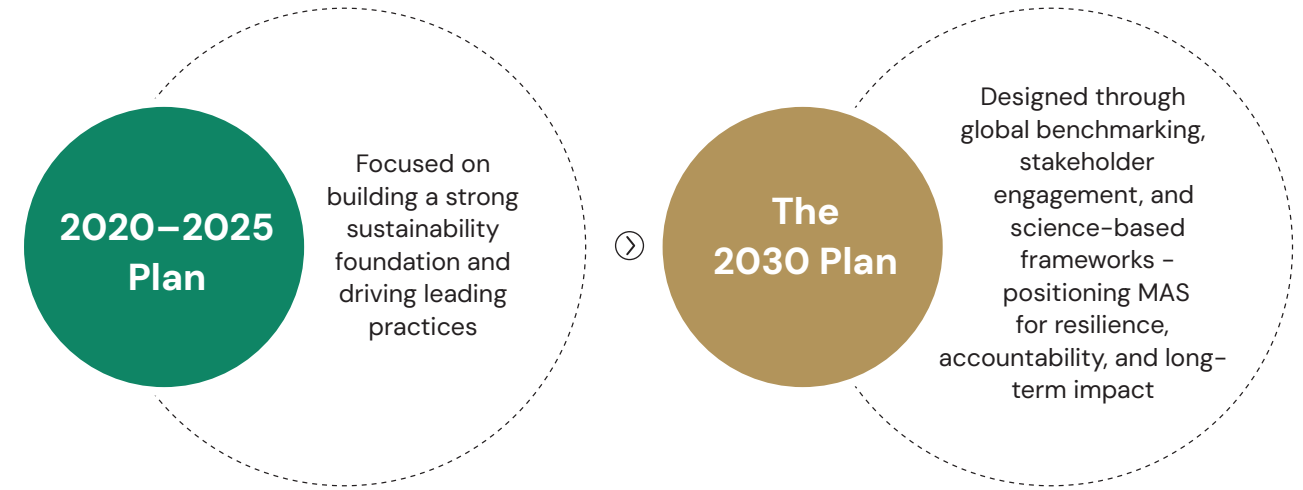 2020–2025
Plan
Focused on
building a strong
sustainability
foundation and
driving leading
practices
The
2030 Plan
Designed through
global benchmarking,
stakeholder
engagement, and
science-based
frameworks -
positioning MAS
for resilience,
accountability, and long-
term impact